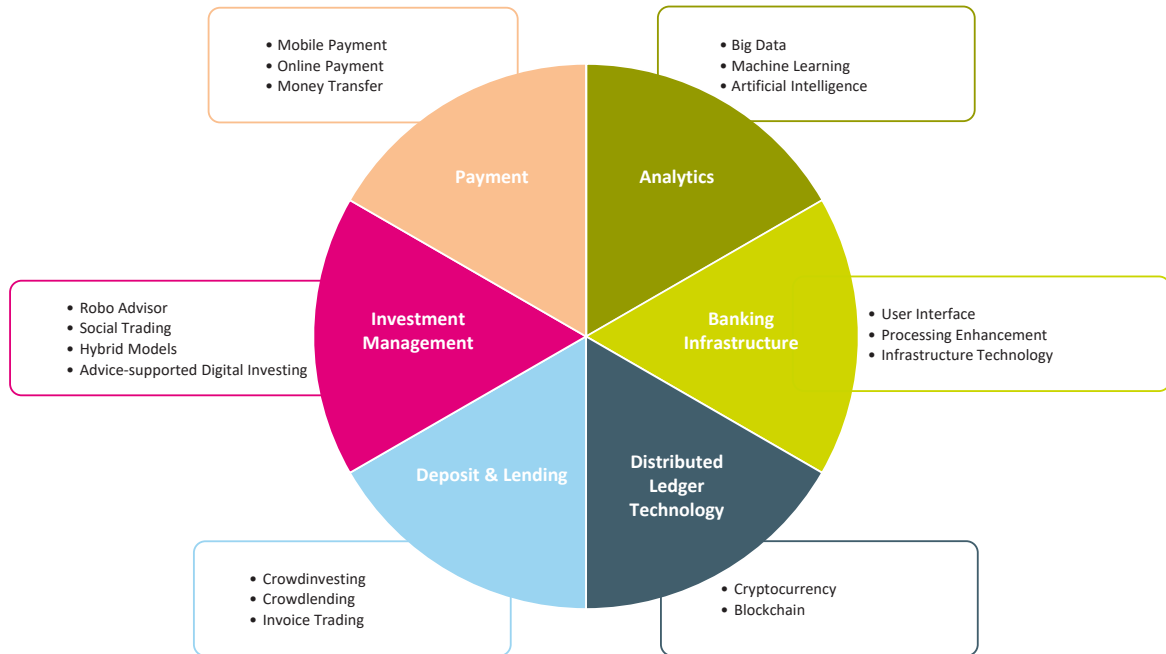 • Mobile Payment
• Online Payment
• Money Transfer
• Big Data
• Machine Learning
• Artificial Intelligence
Payment
Analytics
• Robo Advisor
• Social Trading
• Hybrid Models
• Advice-supported Digital Investing
Investment
Management
Banking
Infrastructure
• User Interface
• Processing Enhancement
• Infrastructure Technology
Deposit & Lending
Distributed
Ledger
Technology
• Crowdinvesting
• Crowdlending
• Invoice Trading
• Cryptocurrency
• Blockchain